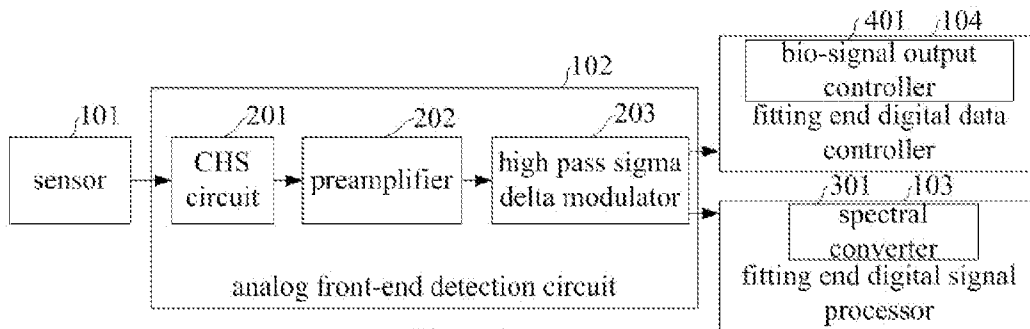 401
104
bio-signal output
controller
fitting end digital data
controller
102
101
201
202
203
sensor
CHS
circuit
preamplifier
high pass sigma
delta modulator
analog front-end detection circuit
301
103
spectral
converter
fitting end digital signal
processor